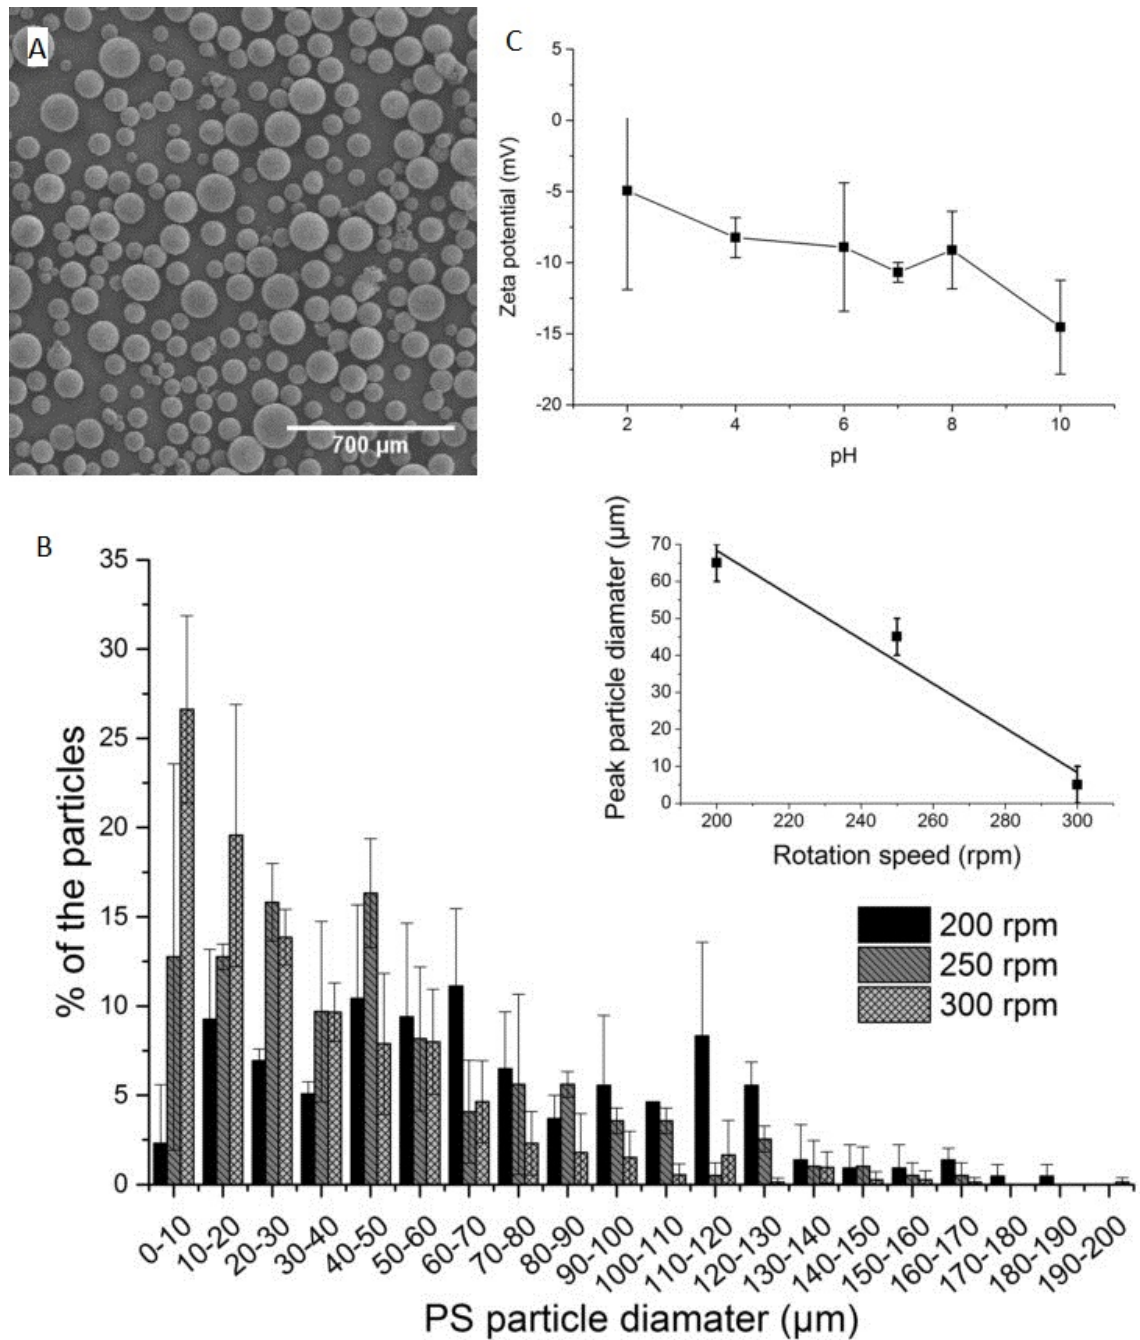 A
700 μm
C
5
0
-5
-10
-15
-20
Zeta potential (mV)
2 4 6 8 10
pH
B
35
30
25
20
15
10
5
0
% of the particles
70
60
50
40
30
20
10
0
Peak particle diamater (μm)
200 220 240 260 280 300
Rotation speed (rpm)
200 rpm
250 rpm
300 rpm
0-10 10-20 20-30 30-40 40-50 50-60 60-70 70-80 80-90 90-100 100-110 110-120 120-130 130-140 140-150 150-160 160-170 170-180 180-190 190-200
PS particle diamater (μm)